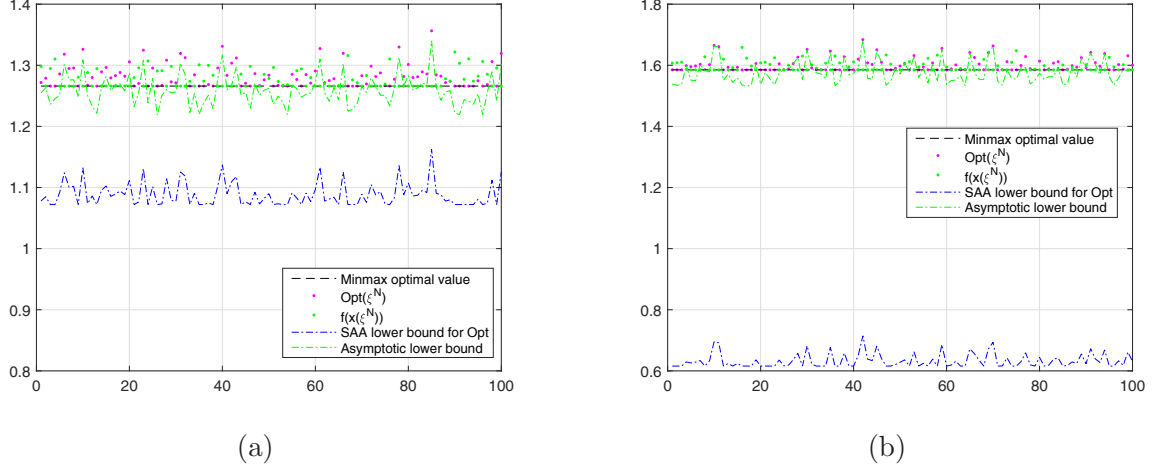 1.4
1.3
1.2
1.1
1
0.9
0.8
0 20 40 60 80 100
Minmax optimal value
Opt(ξ^N)
f(x(ξ^N))
SAA lower bound for Opt
Asymptotic lower bound
(a)
1.8
1.6
1.4
1.2
1
0.8
0.6
0 20 40 60 80 100
Minmax optimal value
Opt(ξ^N)
f(x(ξ^N))
SAA lower bound for Opt
Asymptotic lower bound
(b)